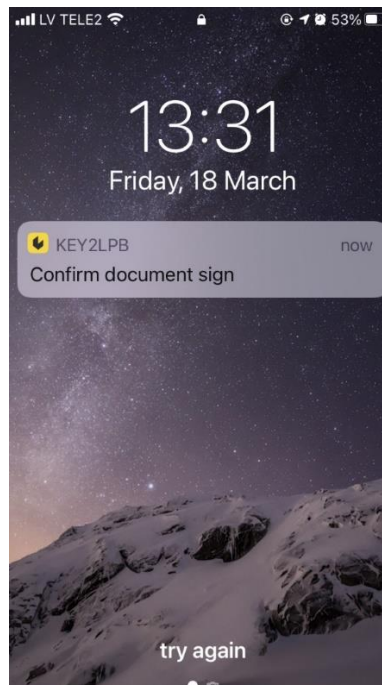 LV TELE2 53%
13:31
Friday, 18 March
KEY2LPB now
Confirm document sign
try again